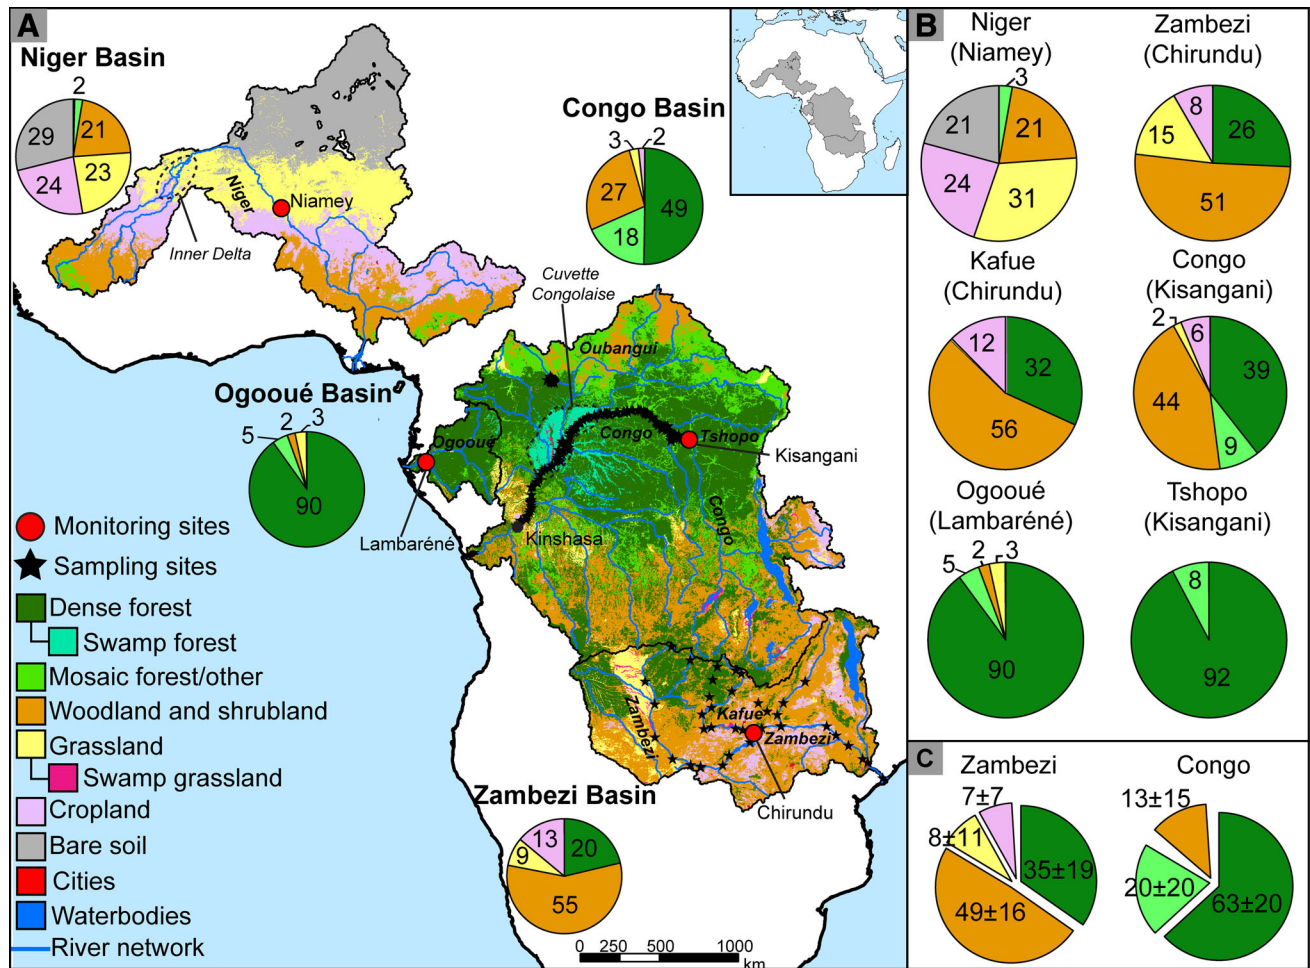 A
Niger Basin
2
21
23
24
29
Niger
Niamey
Inner Delta
Congo Basin
3
2
49
18
27
Cuvette
Congolaise
Oubangui
Ogooué Basin
5
2
3
90
Ogooué
Congo
Tshopo
Kisangani
Congo
Lambaréné
Kinshasa
Monitoring sites
Sampling sites
Dense forest
Swamp forest
Mosaic forest/other
Woodland and shrubland
Grassland
Swamp grassland
Cropland
Bare soil
Cities
Waterbodies
River network
Zambezi
Kafue
Zambezi
Chirundu
Zambezi Basin
13
20
9
55
0 250 500 1000
km
B
Niger
(Niamey)
3
21
31
24
21
Zambezi
(Chirundu)
8
26
15
51
Kafue
(Chirundu)
12
32
56
Congo
(Kisangani)
2
6
39
44
9
Ogooué
(Lambaréné)
5
2
3
90
Tshopo
(Kisangani)
8
92
C
Zambezi
7±7
8±11
35±19
49±16
Congo
13±15
20±20
63±20